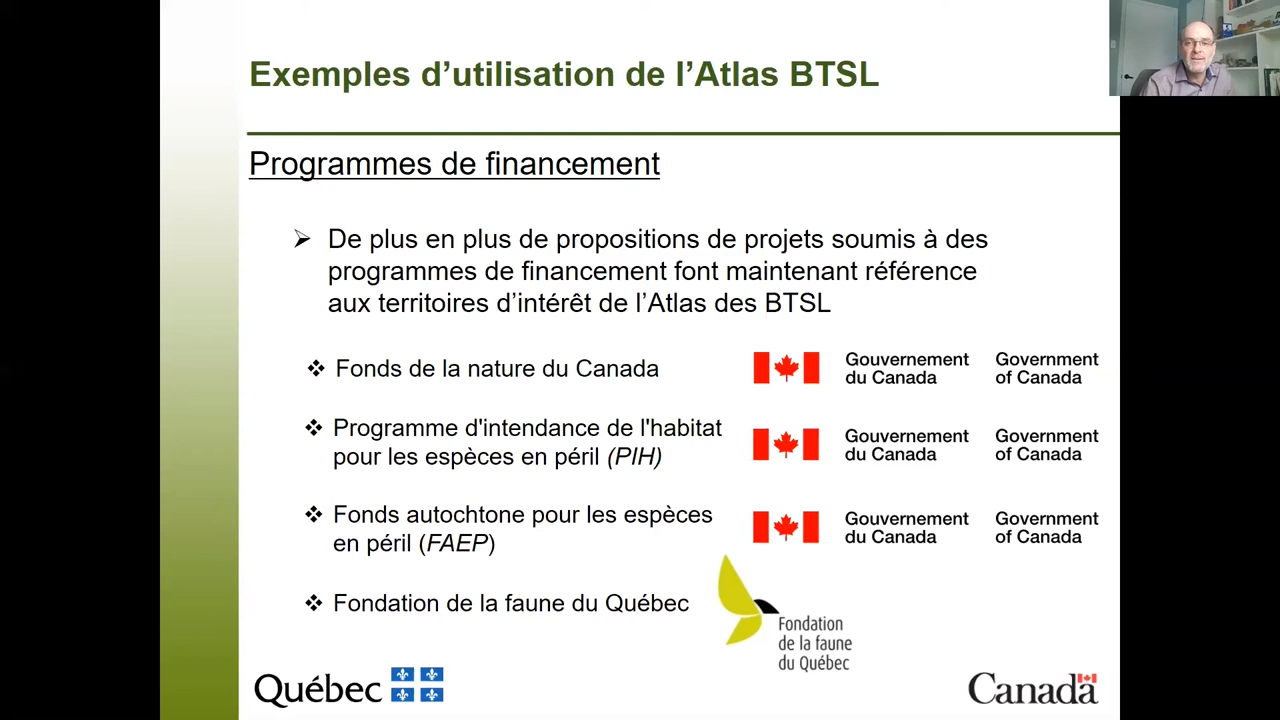 Exemples d’utilisation de l’Atlas BTSL
Programmes de financement
De plus en plus de propositions de projets soumis à des
programmes de financement font maintenant référence
aux territoires d’intérêt de l’Atlas des BTSL
Fonds de la nature du Canada
Gouvernement
du Canada
Government
of Canada
Programme d'intendance de l'habitat
pour les espèces en péril (PIH)
Gouvernement
du Canada
Government
of Canada
Fonds autochtone pour les espèces
en péril (FAEP)
Gouvernement
du Canada
Government
of Canada
Fondation de la faune du Québec
Fondation
de la faune
du Québec
Québec
Canada